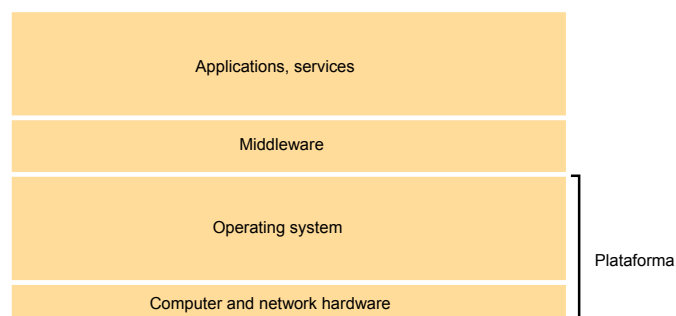 Applications, services
Middleware
Operating system
Plataforma
Computer and network hardware